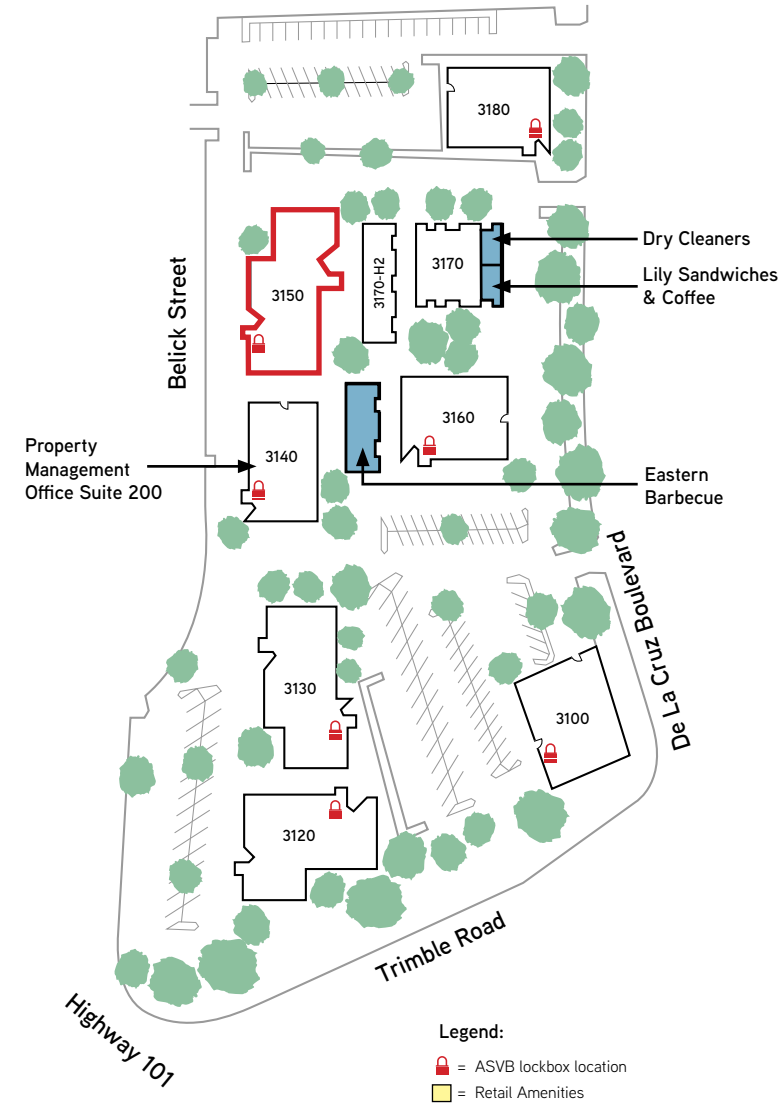 3180
Dry Cleaners
3170
3170-H2
Lily Sandwiches
& Coffee
3150
Belick Street
3160
Property
Management
Office Suite 200
3140
Eastern
Barbecue
De La Cruz Boulevard
3130
3100
3120
Trimble Road
Highway 101
Legend:
= ASVB lockbox location
= Retail Amenities